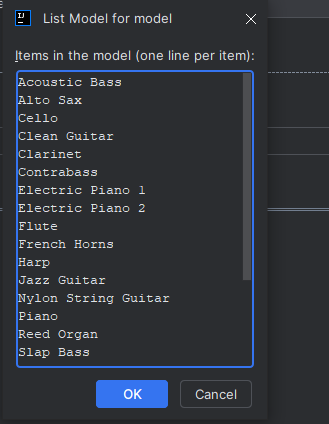 IJ
List Model for model
Items in the model (one line per item):
Acoustic Bass
Alto Sax
Cello
Clean Guitar
Clarinet
Contrabass
Electric Piano 1
Electric Piano 2
Flute
French Horns
Harp
Jazz Guitar
Nylon String Guitar
Piano
Reed Organ
Slap Bass
OK
Cancel